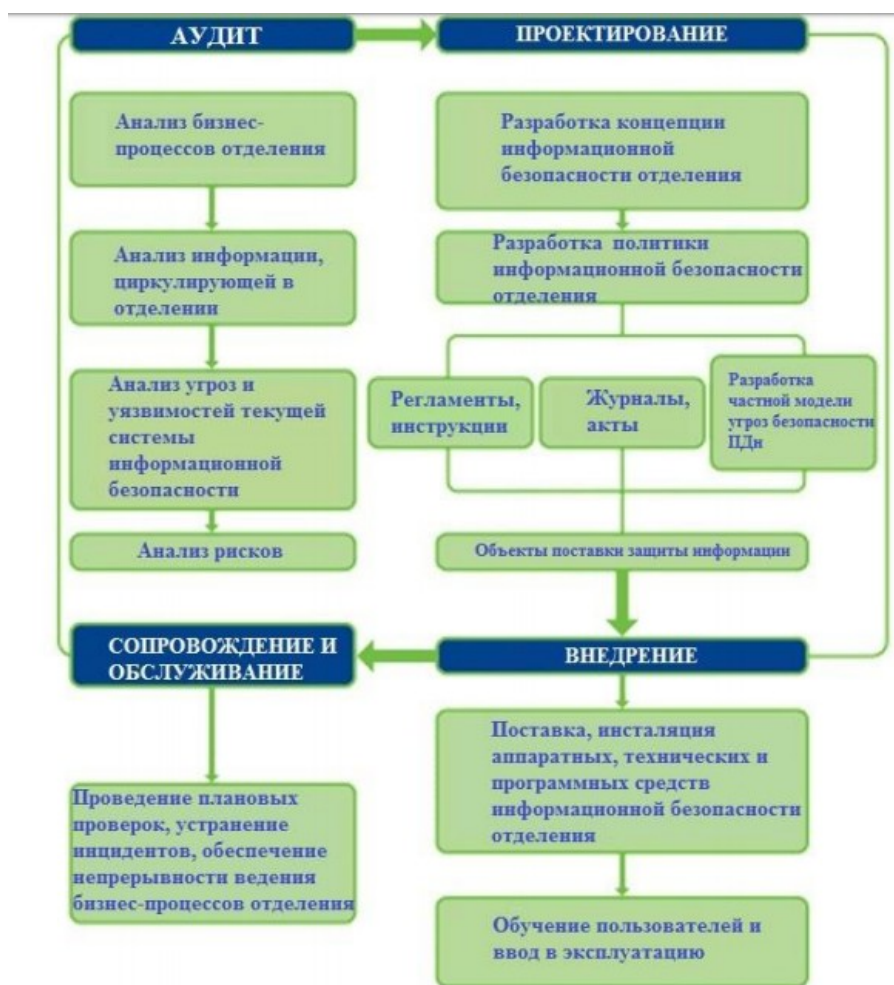 АУДИТ
Анализ бизнес-
процессов отделения
Анализ информации,
циркулирующей в
отделении
Анализ угроз и
уязвимостей текущей
системы
информационной
безопасности
Анализ рисков
ПРОЕКТИРОВАНИЕ
Разработка концепции
информационной
безопасности отделения
Разработка политики
информационной безопасности
отделения
Регламенты,
инструкции
Журналы,
акты
Разработка
частной модели
угроз безопасности
ПДн
Объекты поставки защиты информации
ВНЕДРЕНИЕ
Поставка, инсталяция
аппаратных, технических и
программных средств
информационной безопасности
отделения
Обучение пользователей и
ввод в эксплуатацию
СОПРОВОЖДЕНИЕ И
ОБСЛУЖИВАНИЕ
Проведение плановых
проверок, устранение
инцидентов, обеспечение
непрерывности ведения
бизнес-процессов отделения